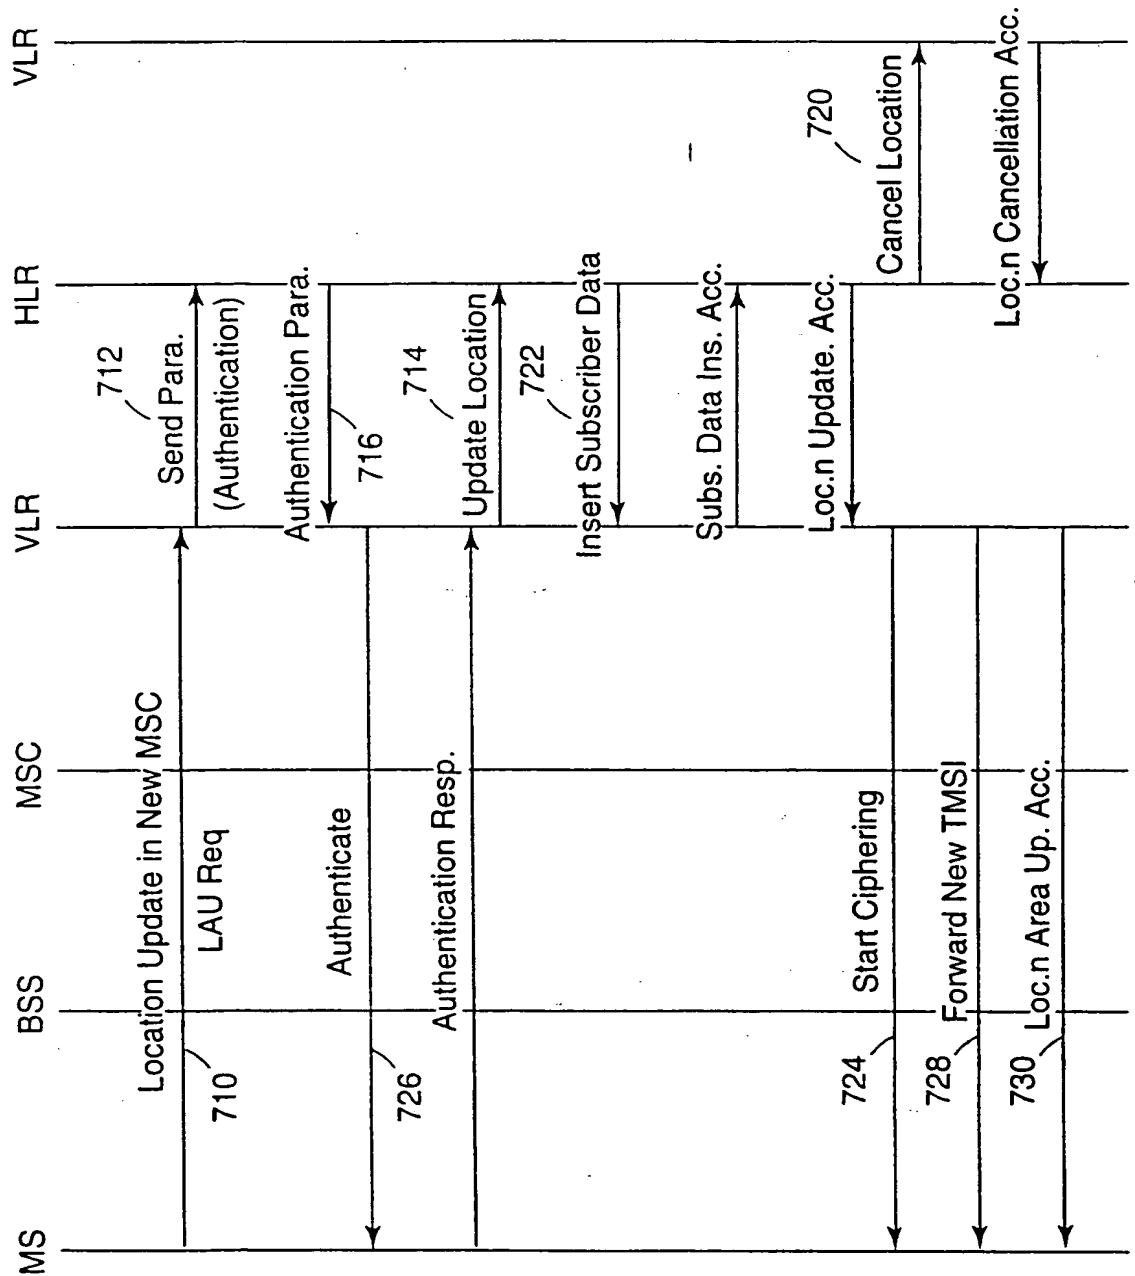 MS
BSS
MSC
VLR
HLR
VLR
Location Update in New MSC
710
LAU Req
712
Send Para.
(Authentication)
Authentication Para.
716
Authenticate
726
Authentication Resp.
714
Update Location
722
Insert Subscriber Data
Subs. Data Ins. Acc.
Loc.n Update. Acc.
720
Cancel Location
Start Ciphering
724
Forward New TMSI
728
Loc.n Cancellation Acc.
Loc.n Area Up. Acc.
730